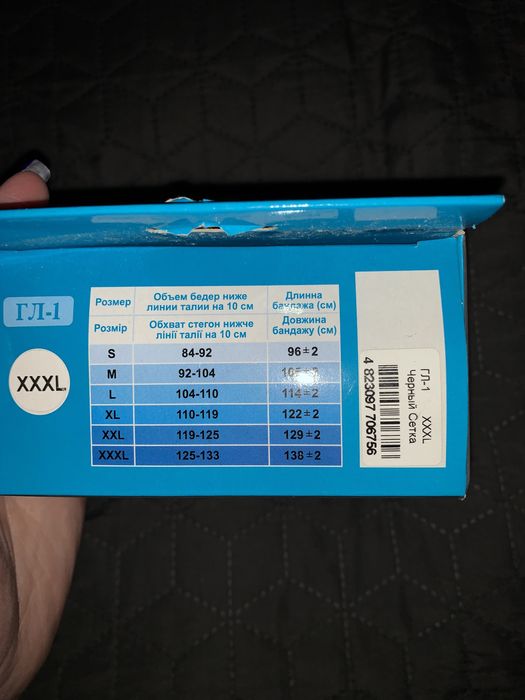 ГЛ-1
XXXL
Размер Объем бедер ниже линии талии на 10 см Длинна бандажа (см)
Розмір Обхват стегон нижче лінії талії на 10 см Довжина бандажу (см)
S 84-92 96±2
M 92-104 ±2
L 104-110 114±2
XL 110-119 122±2
XXL 119-125 129±2
XXXL 125-133 138±2
ГЛ-1 XXXL
Черный Сетка
4 823097 706756